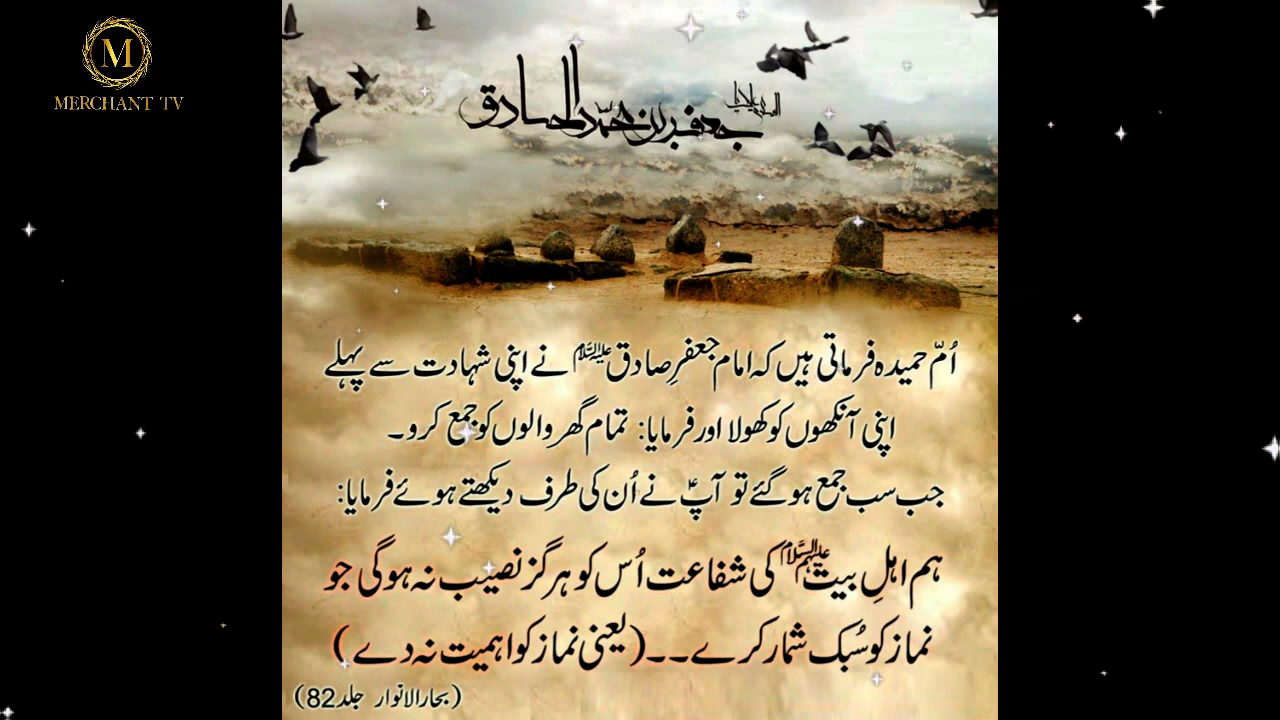 M
MERCHANT TV
جعفر بن محمد الصادق
اُمّ حمیدہ فرماتی ہیں کہ امام جعفرِ صادق علیہ السلام نے اپنی شہادت سے پہلے
اپنی آنکھوں کو کھولا اور فرمایا: تمام گھر والوں کو جمع کرو۔
جب سب جمع ہو گئے تو آپؑ نے اُن کی طرف دیکھتے ہوئے فرمایا:
ہم اہلِ بیت علیہم السلام کی شفاعت اُس کو ہرگز نصیب نہ ہوگی جو
نماز کو سُبک شمار کرے۔۔(یعنی نماز کو اہمیت نہ دے)
(بحار الانوار جلد 82)